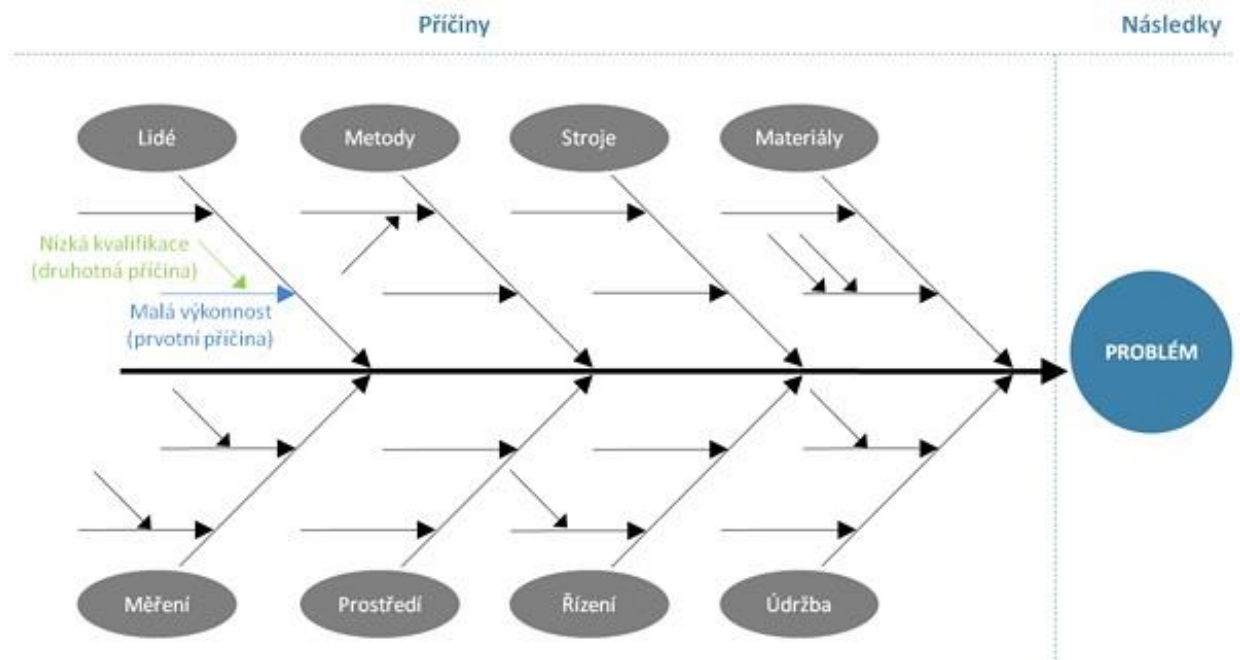 Příčiny
Následky
Lidé
Metody
Stroje
Materiály
Nízká kvalifikace
(druhotná příčina)
Malá výkonnost
(prvotní příčina)
PROBLÉM
Měření
Prostředí
Řízení
Údržba